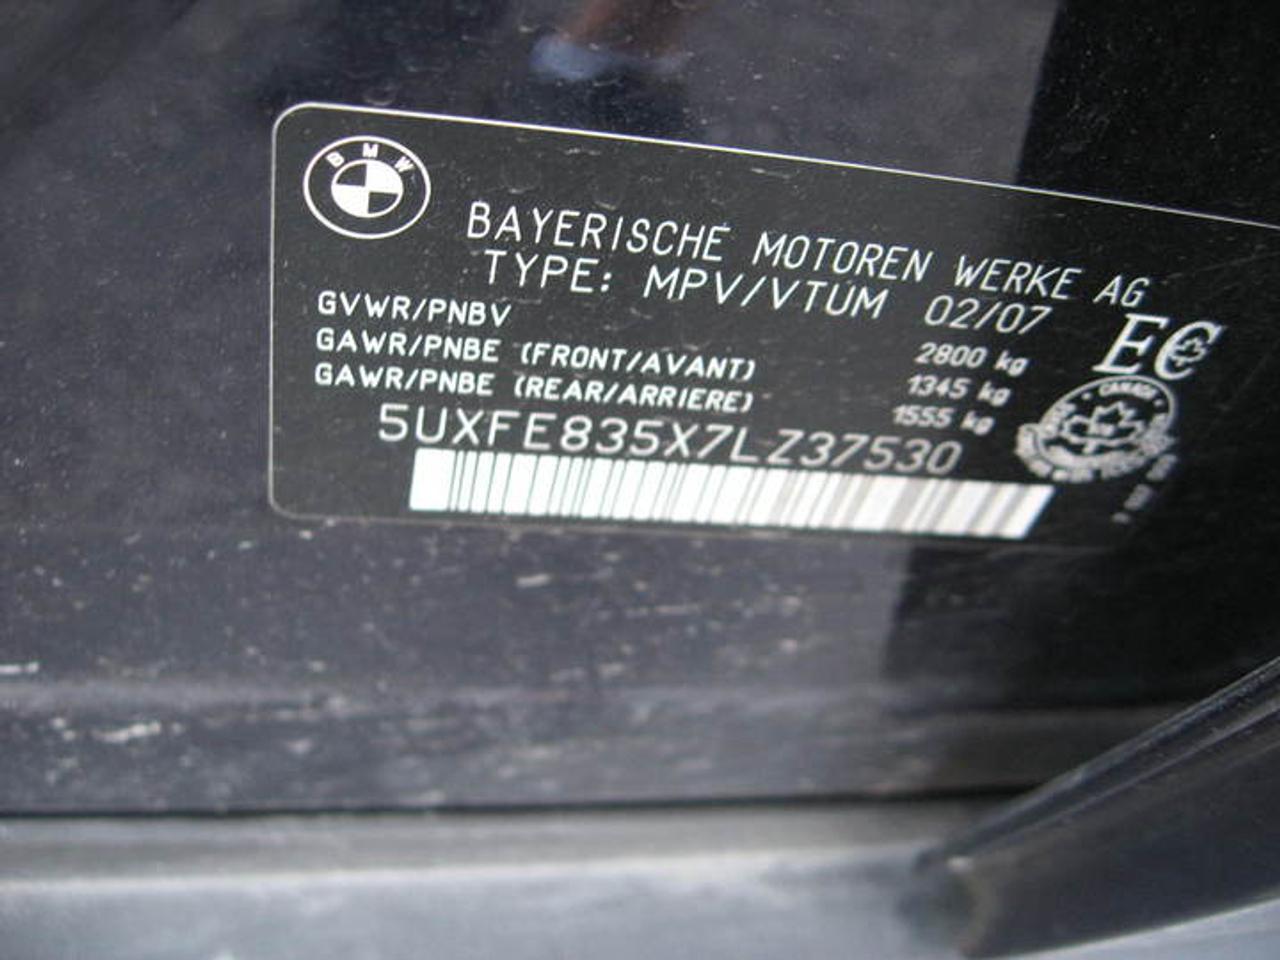 BMW
BAYERISCHE MOTOREN WERKE AG
TYPE: MPV/VTUM 02/07
GVWR/PNBV 2800 kg
GAWR/PNBE (FRONT/AVANT) 1345 kg
GAWR/PNBE (REAR/ARRIERE) 1555 kg
EC
CANADA
5UXFE835X7LZ37530